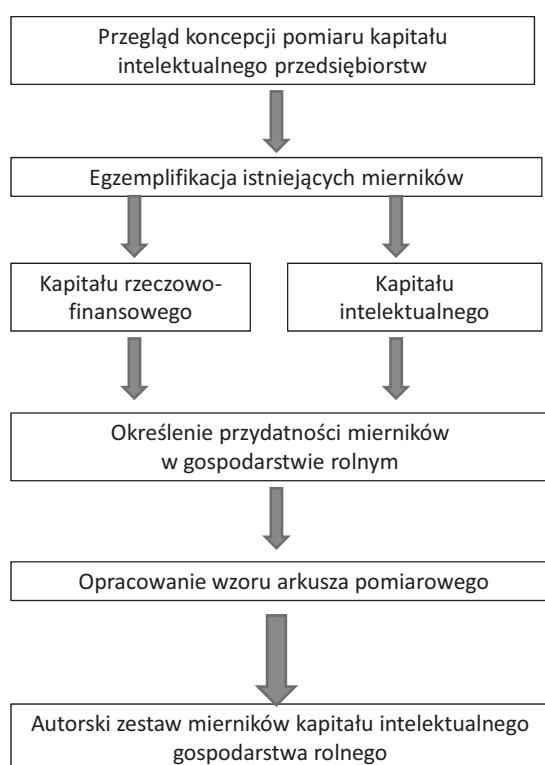 Przegląd koncepcji pomiaru kapitału
intelektualnego przedsiębiorstw
Egzemplifikacja istniejących mierników
Kapitału rzeczowo-
finansowego
Kapitału
intelektualnego
Określenie przydatności mierników
w gospodarstwie rolnym
Opracowanie wzoru arkusza pomiarowego
Autorski zestaw mierników kapitału intelektualnego
gospodarstwa rolnego